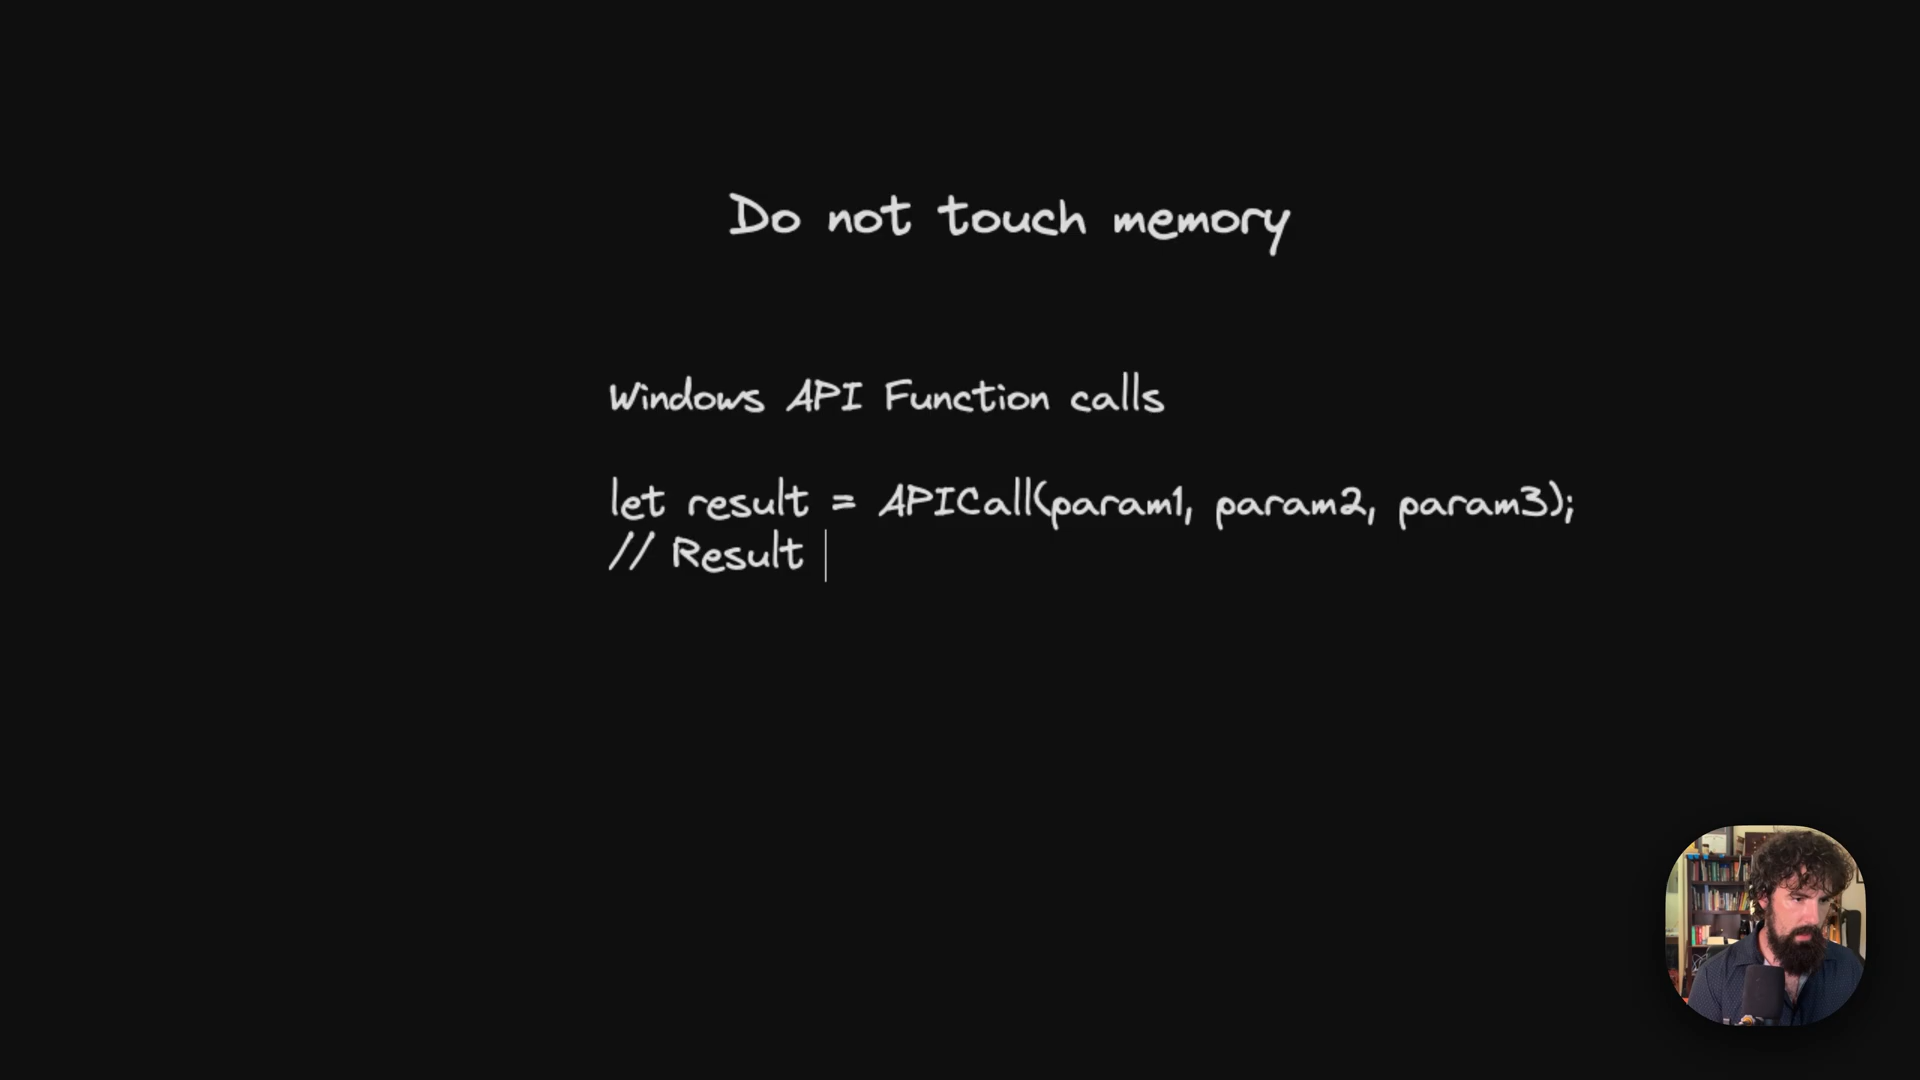 Do not touch memory
Windows API Function calls
let result = APICall(param1, param2, param3);
// Result